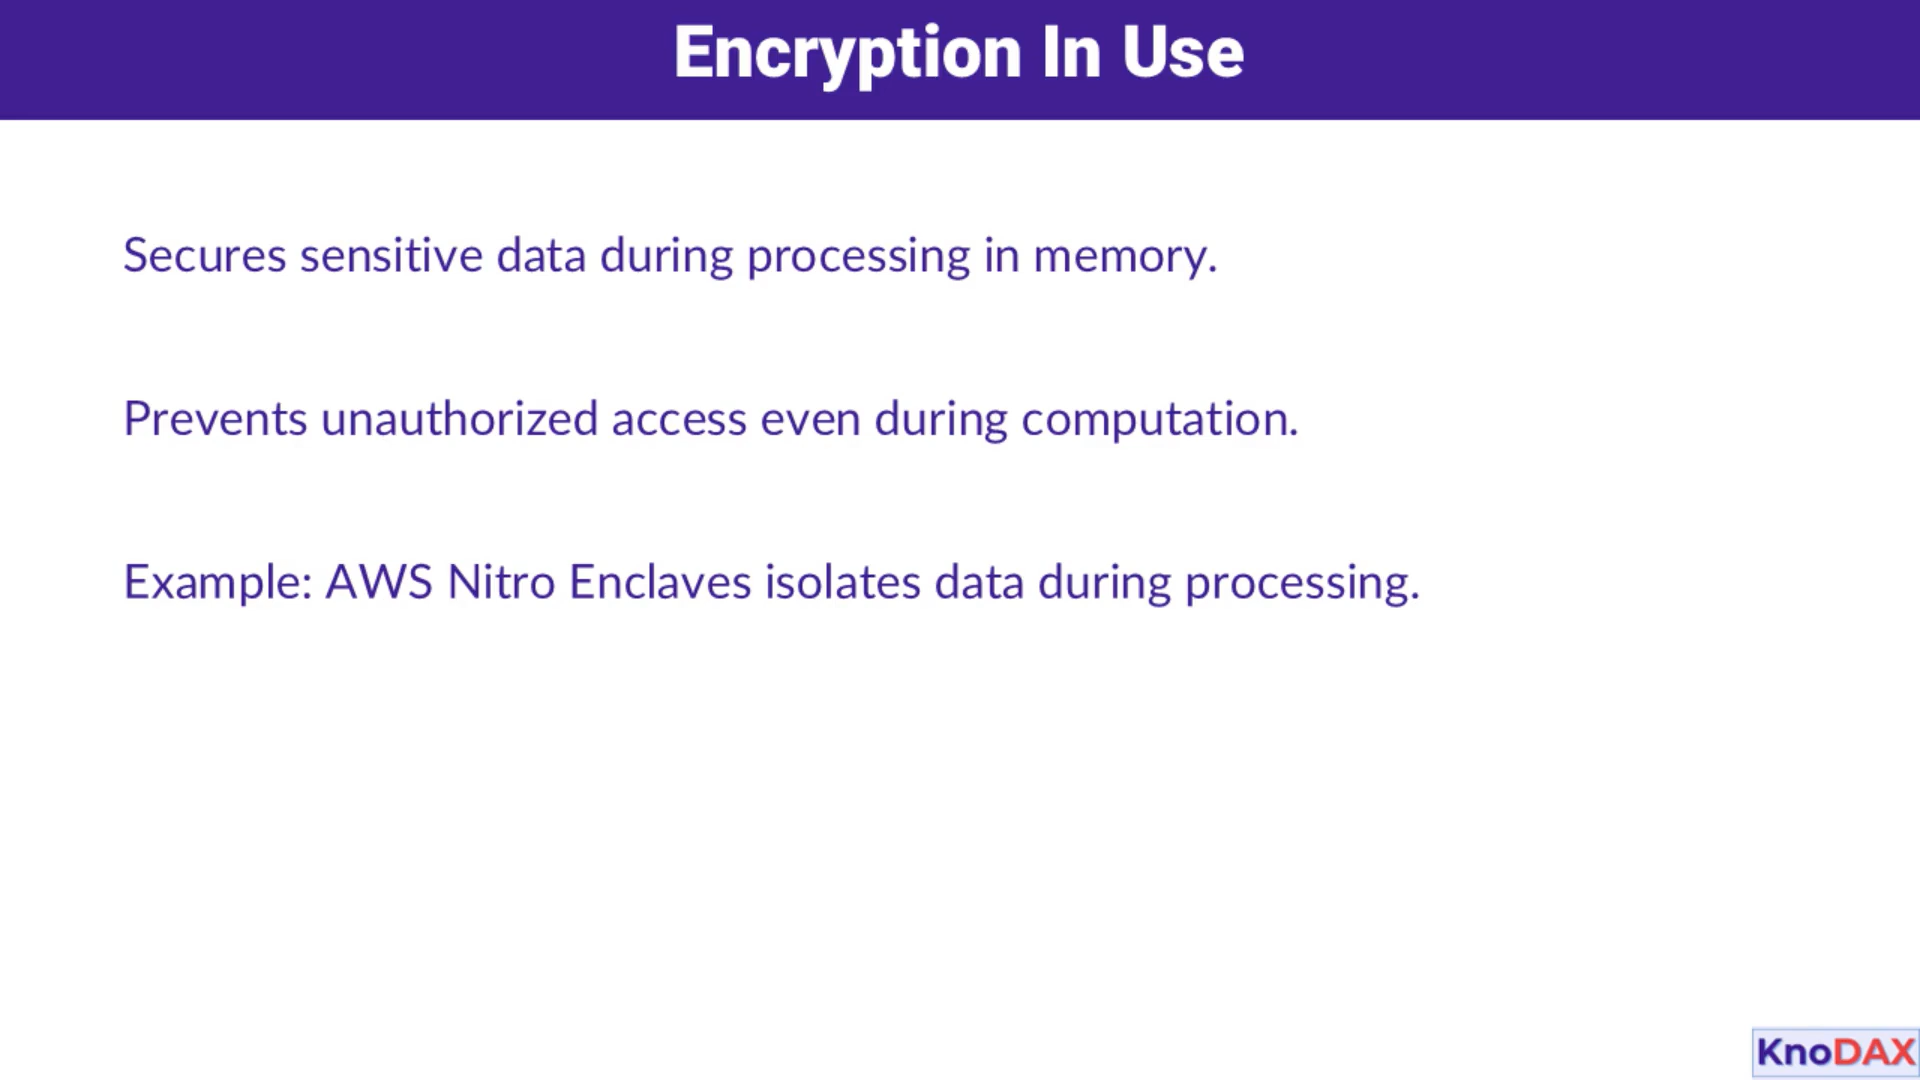 Encryption In Use
Secures sensitive data during processing in memory.
Prevents unauthorized access even during computation.
Example: AWS Nitro Enclaves isolates data during processing.
KnoDAX